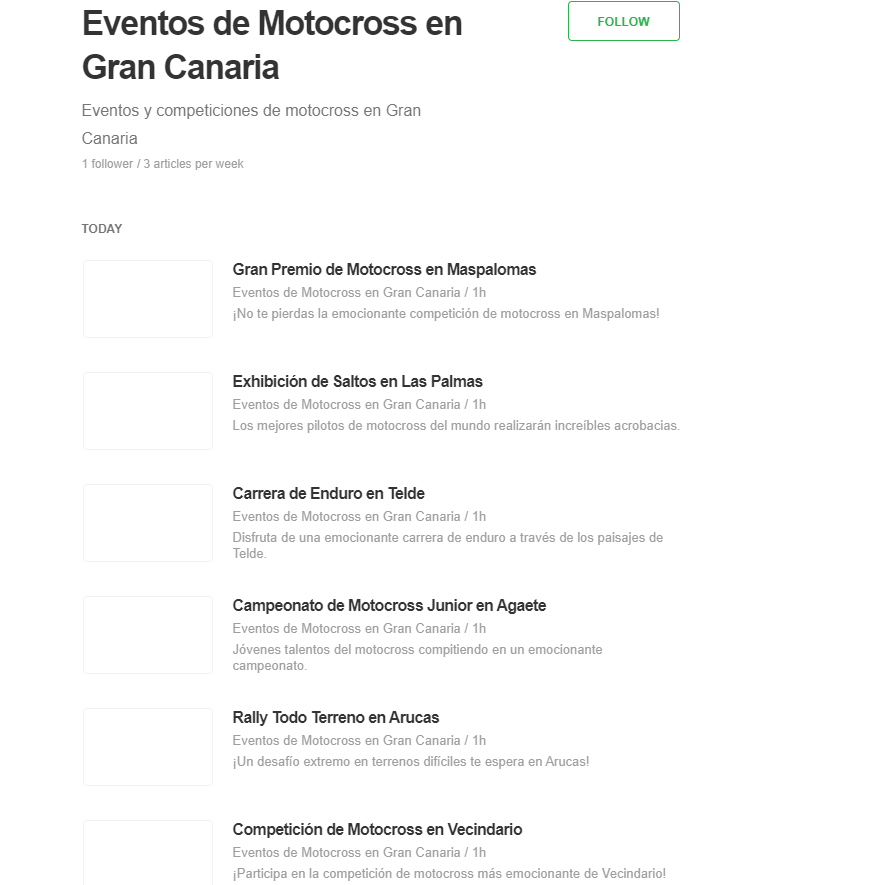 Eventos de Motocross en
Gran Canaria
FOLLOW
Eventos y competiciones de motocross en Gran
Canaria
1 follower / 3 articles per week
TODAY
Gran Premio de Motocross en Maspalomas
Eventos de Motocross en Gran Canaria / 1h
¡No te pierdas la emocionante competición de motocross en Maspalomas!
Exhibición de Saltos en Las Palmas
Eventos de Motocross en Gran Canaria / 1h
Los mejores pilotos de motocross del mundo realizarán increíbles acrobacias.
Carrera de Enduro en Telde
Eventos de Motocross en Gran Canaria / 1h
Disfruta de una emocionante carrera de enduro a través de los paisajes de
Telde.
Campeonato de Motocross Junior en Agaete
Eventos de Motocross en Gran Canaria / 1h
Jóvenes talentos del motocross compitiendo en un emocionante
campeonato.
Rally Todo Terreno en Arucas
Eventos de Motocross en Gran Canaria / 1h
¡Un desafío extremo en terrenos difíciles te espera en Arucas!
Competición de Motocross en Vecindario
Eventos de Motocross en Gran Canaria / 1h
¡Participa en la competición de motocross más emocionante de Vecindario!